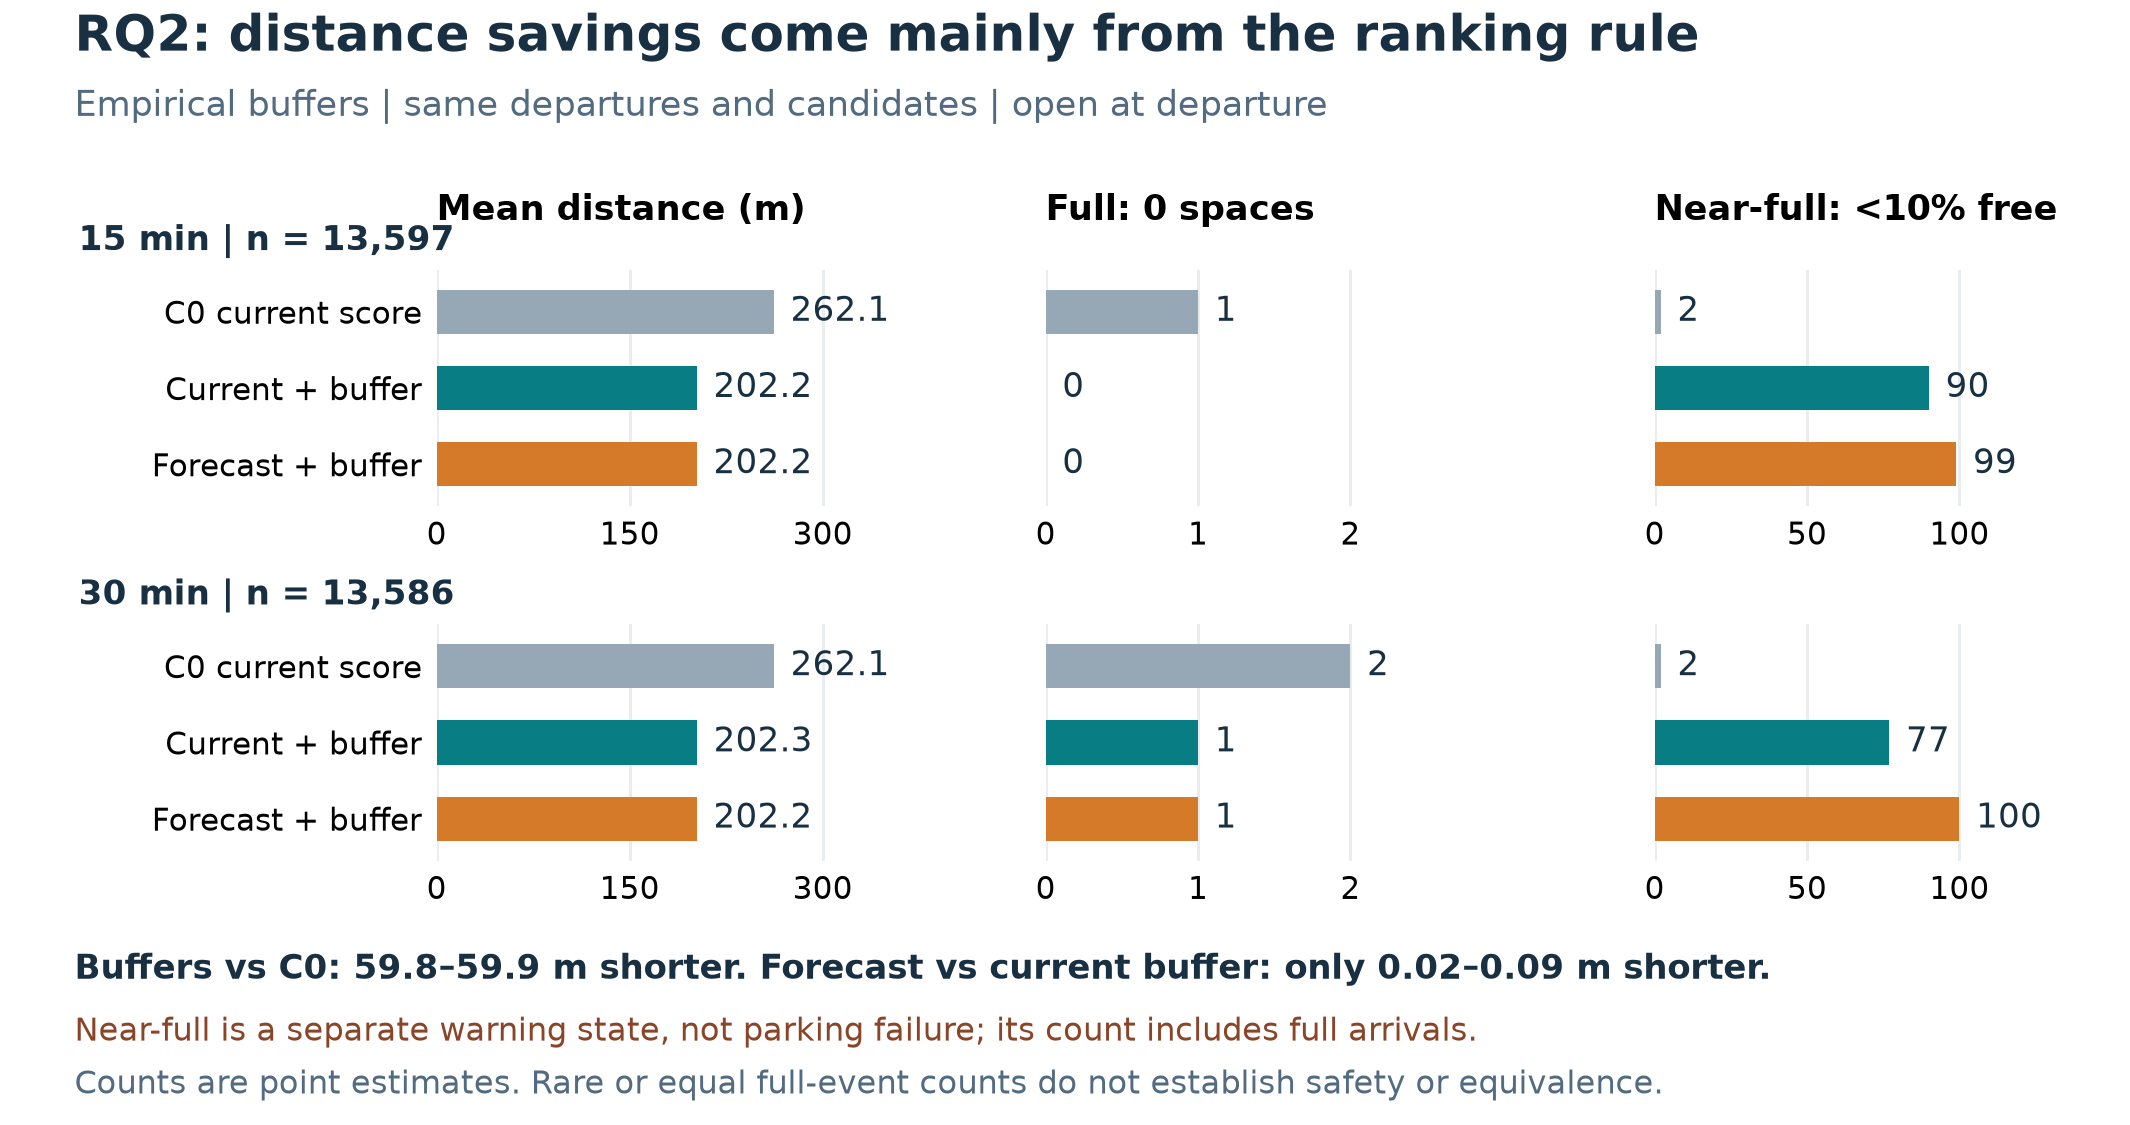 RQ2: distance savings come mainly from the ranking rule
Empirical buffers | same departures and candidates | open at departure
Mean distance (m)
Full: 0 spaces
Near-full: <10% free
15 min | n = 13,597
C0 current score
262.1
1
2
Current + buffer
202.2
0
90
Forecast + buffer
202.2
0
99
0 150 300
0 1 2
0 50 100
30 min | n = 13,586
C0 current score
262.1
2
2
Current + buffer
202.3
1
77
Forecast + buffer
202.2
1
100
0 150 300
0 1 2
0 50 100
Buffers vs C0: 59.8–59.9 m shorter. Forecast vs current buffer: only 0.02–0.09 m shorter.
Near-full is a separate warning state, not parking failure; its count includes full arrivals.
Counts are point estimates. Rare or equal full-event counts do not establish safety or equivalence.